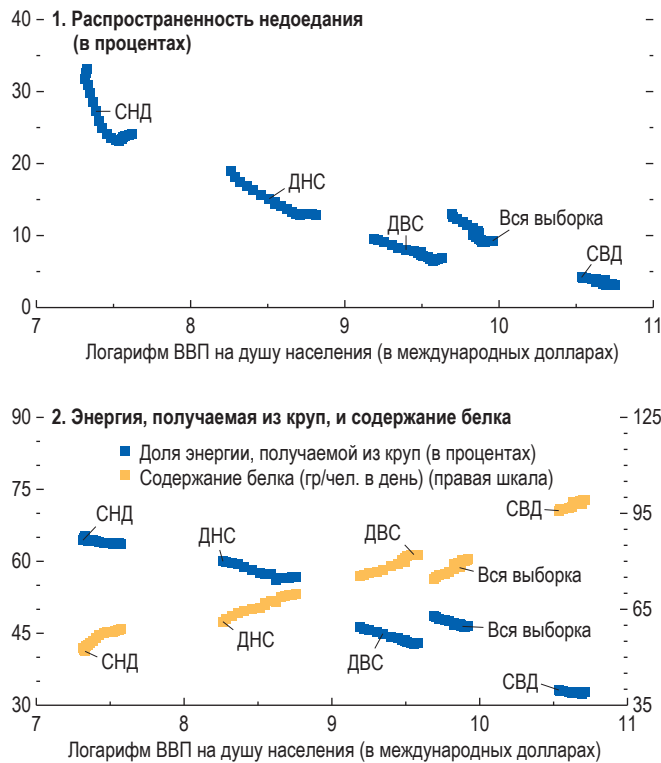 1. Распространенность недоедания
(в процентах)
40
30
20
10
0
СНД
ДНС
ДВС
Вся выборка
СВД
7 8 9 10 11
Логарифм ВВП на душу населения (в международных долларах)
2. Энергия, получаемая из круп, и содержание белка
Доля энергии, получаемой из круп (в процентах)
Содержание белка (гр/чел. в день) (правая шкала)
90
75
60
45
30
125
95
65
35
СНД
ДНС
ДВС
СВД
Вся выборка
СНД
ДНС
ДВС
Вся выборка
СВД
7 8 9 10 11
Логарифм ВВП на душу населения (в международных долларах)